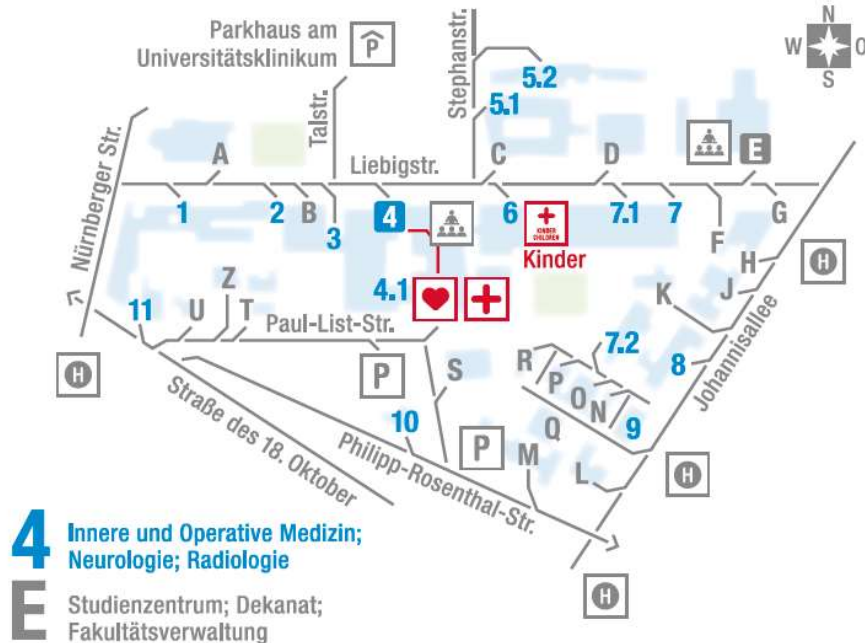 Parkhaus am
Universitätsklinikum
P
Stephanstr.
5.2
5.1
N
W
O
S
Nürnberger Str.
Talstr.
A
Liebigstr.
C
D
E
1
2
B
3
4
6
KINDER
CHILDREN
Kinder
7.1
7
F
G
H
H
J
K
4.1
11
U
Z
T
Paul-List-Str.
P
H
S
R
P
O
N
7.2
8
Johannisallee
9
Q
10
P
M
L
H
Straße des 18. Oktober
Philipp-Rosenthal-Str.
H
4 Innere und Operative Medizin;
Neurologie; Radiologie
E Studienzentrum; Dekanat;
Fakultätsverwaltung